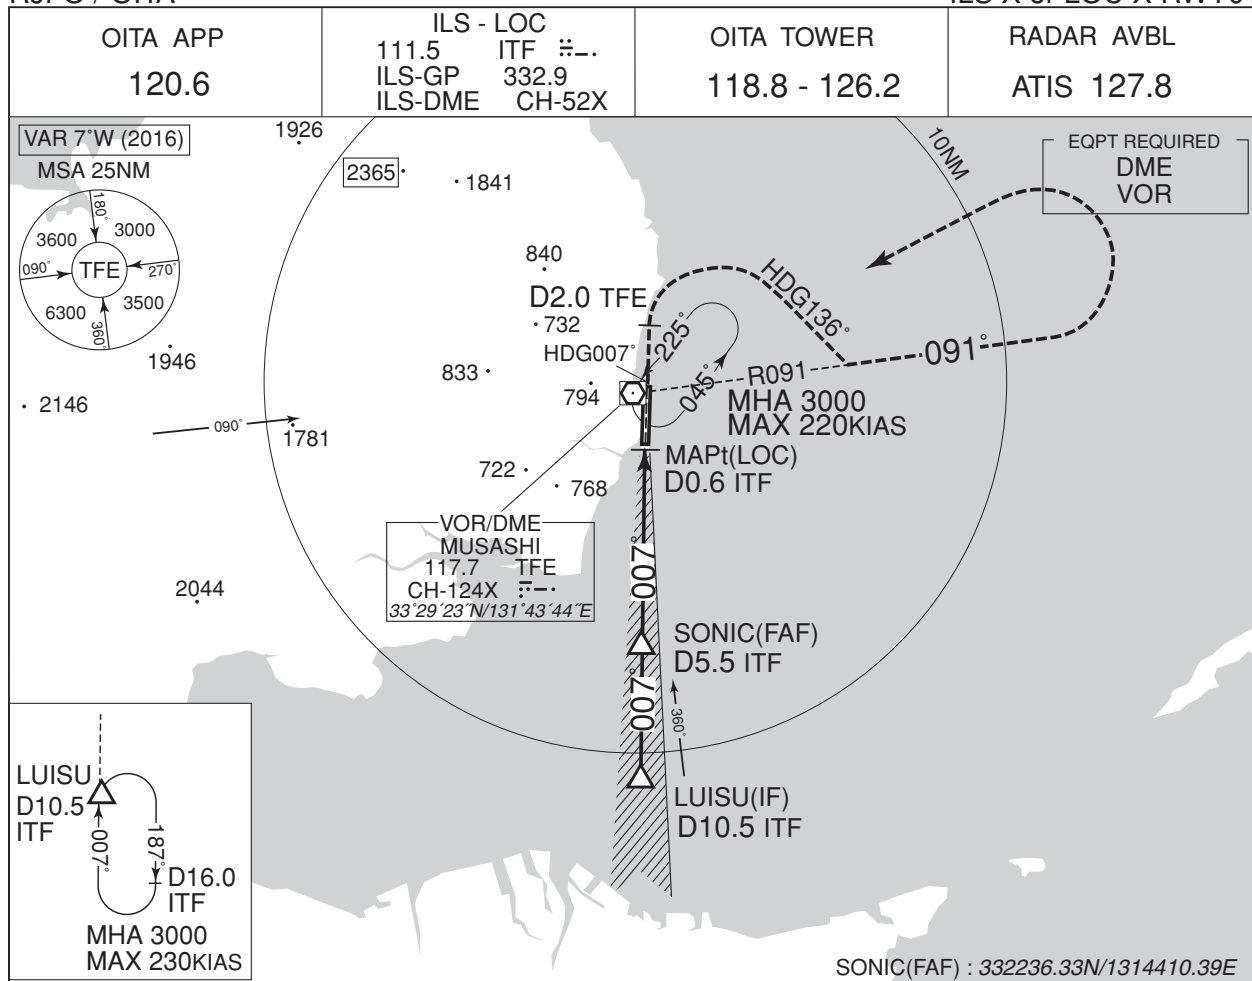 OITA APP
120.6
ILS - LOC
111.5 ITF
ILS-GP 332.9
ILS-DME CH-52X
OITA TOWER
118.8 - 126.2
RADAR AVBL
ATIS 127.8
VAR 7°W (2016)
MSA 25NM
180°
3600
3000
090°
TFE
270°
6300
3500
360°
1926
2365
1841
10NM
EQPT REQUIRED
DME
VOR
840
D2.0 TFE
732
HDG007°
HDG136°
225°
045°
1946
2146
833
794
R091
091°
MHA 3000
MAX 220KIAS
090°
1781
MAPt(LOC)
D0.6 ITF
722
768
VOR/DME
MUSASHI
117.7 TFE
CH-124X
33°29´23˝N/131°43´44˝E
2044
007°
SONIC(FAF)
D5.5 ITF
007°
360°
LUISU(IF)
D10.5 ITF
LUISU
D10.5
ITF
007°
187°
D16.0
ITF
MHA 3000
MAX 230KIAS
SONIC(FAF) : 332236.33N/1314410.39E